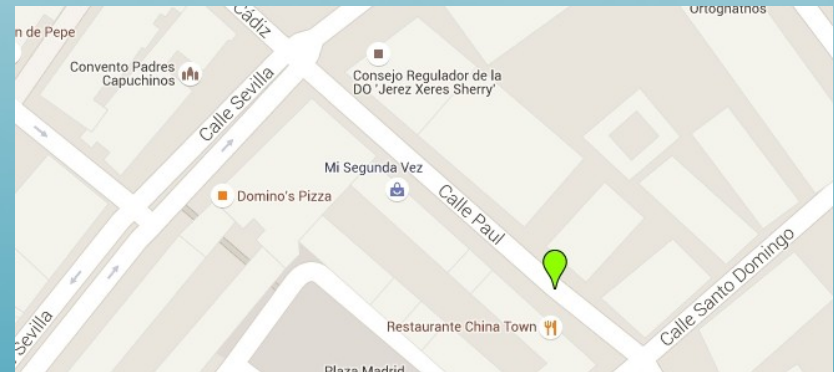 Ortognathos
Cádiz
n de Pepe
Convento Padres
Capuchinos
Consejo Regulador de la
DO 'Jerez Xeres Sherry'
Calle Sevilla
Mi Segunda Vez
Domino's Pizza
Calle Paul
Calle Santo Domingo
Restaurante China Town
Sevilla
Plaza Madrid